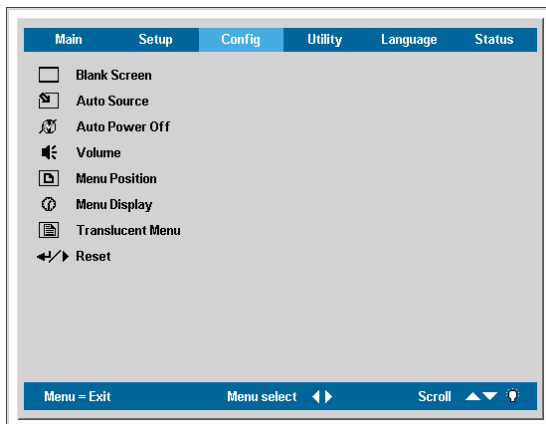 Main Setup Config Utility Language Status
Blank Screen
Auto Source
Auto Power Off
Volume
Menu Position
Menu Display
Translucent Menu
Reset
Menu = Exit Menu select Scroll